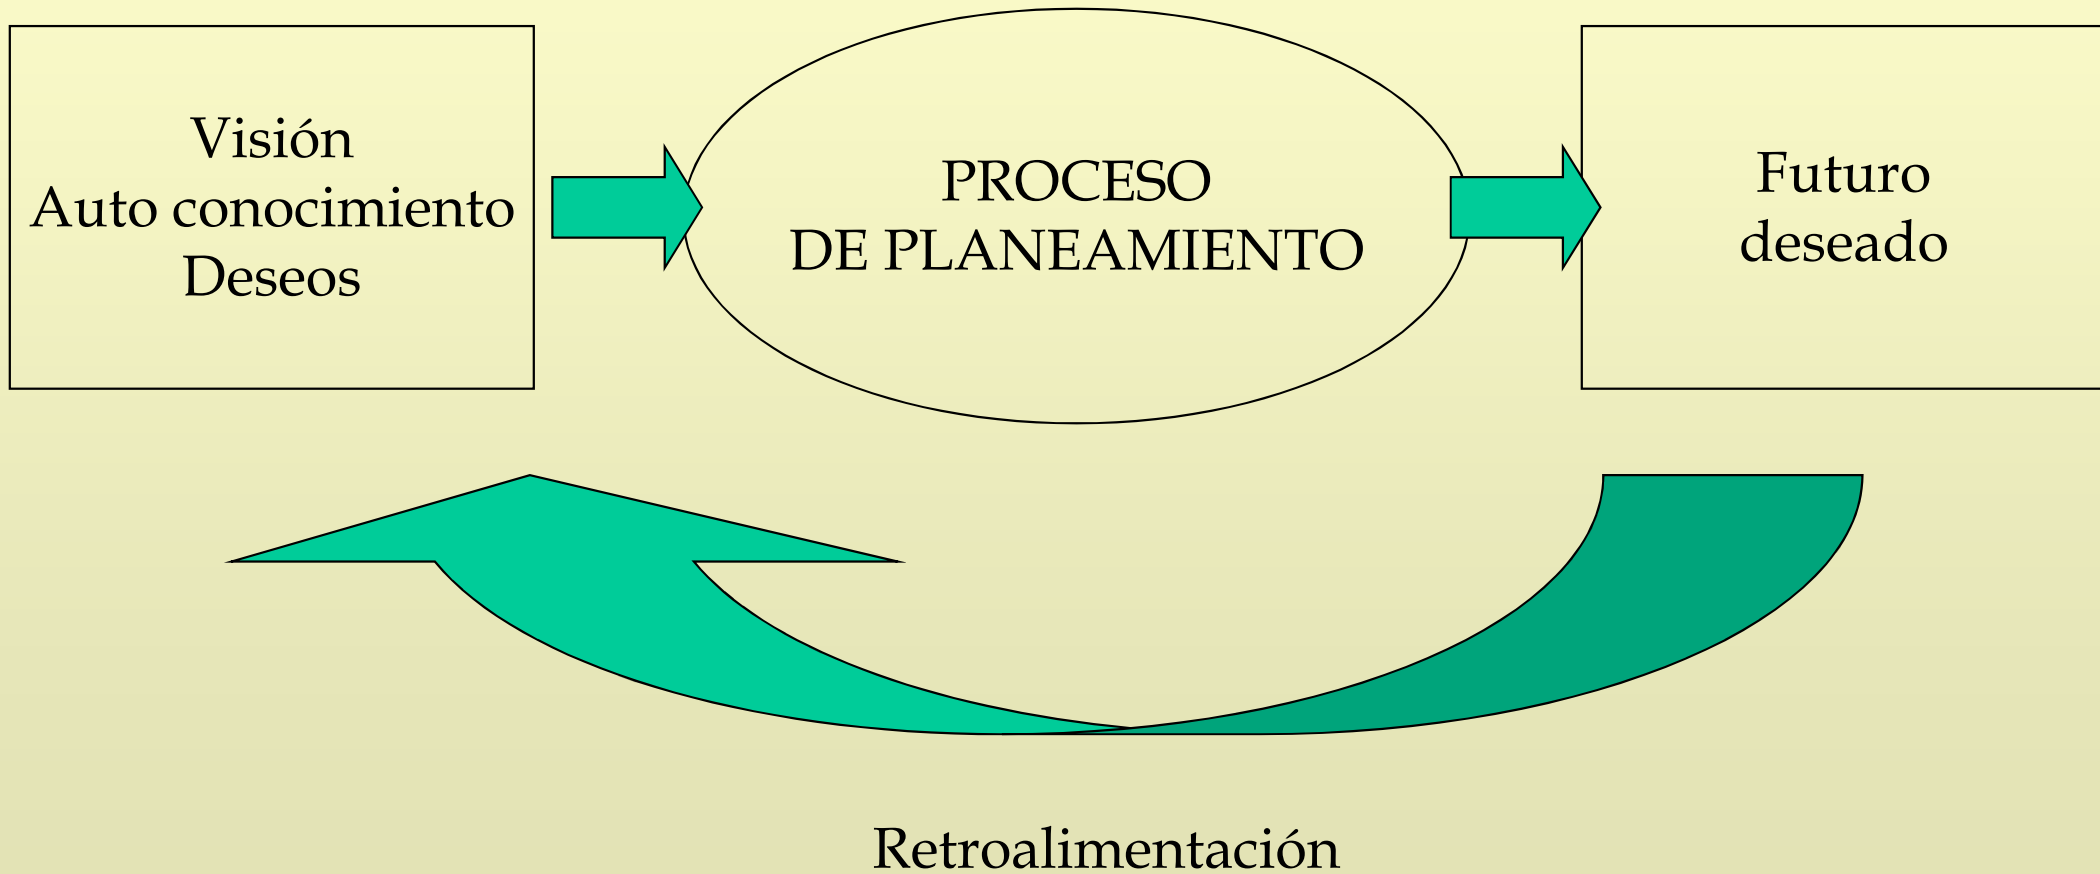 Visión
Auto conocimiento
Deseos
PROCESO
DE PLANEAMIENTO
Futuro
deseado
Retroalimentación